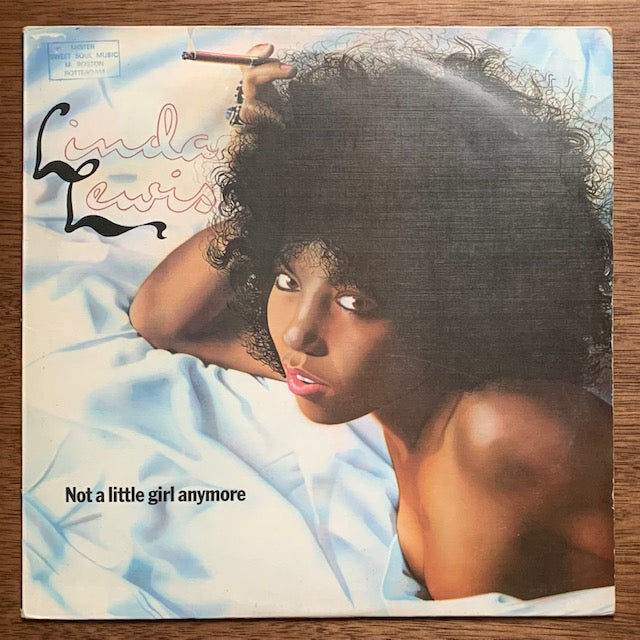 MISTER
SWEET SOUL MUSIC
M. BOSTON
ROTTERDAM
Linda
Lewis
Not a little girl anymore